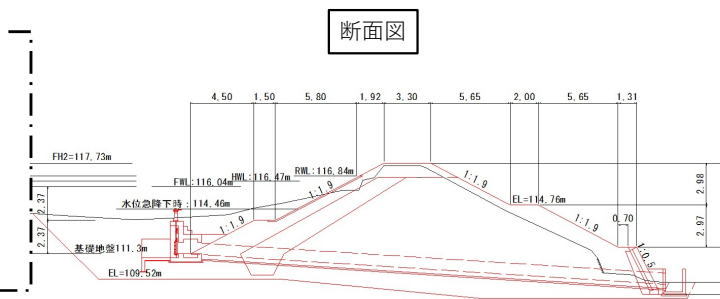 断面図
4,50 1,50 5,80 1,92 3,30 5,65 2,00 5,65 1,31
FH2=117,73m
RWL:116,84m
HWL:116,47m
FWL:116,04m
水位急降下時:114.46m
2.37
2.37
1:1.9
1:1.9
1:1.9
EL=114.76m
1:1.9
2.98
2.97
0,70
1:0.5
基礎地盤111.3m
EL=109.52m